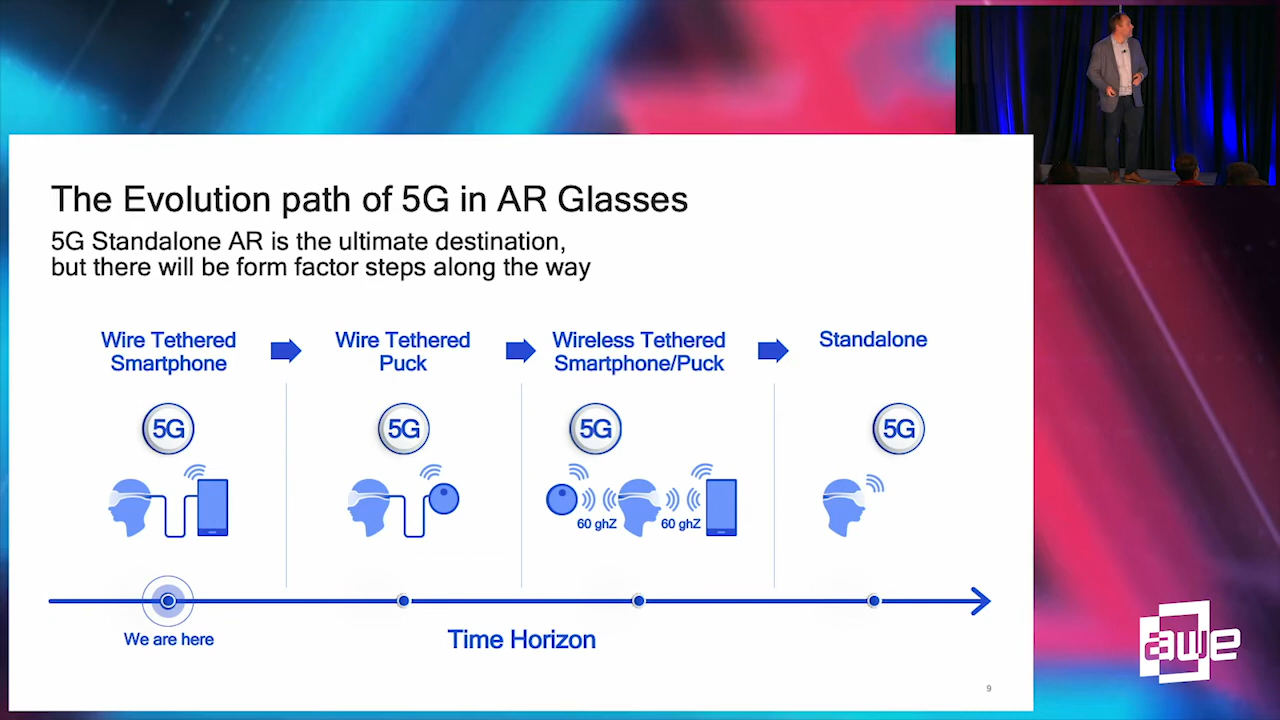 The Evolution path of 5G in AR Glasses
5G Standalone AR is the ultimate destination,
but there will be form factor steps along the way
Wire Tethered
Smartphone
Wire Tethered
Puck
Wireless Tethered
Smartphone/Puck
Standalone
5G
5G
5G
5G
60 ghZ
60 ghZ
We are here
Time Horizon
9
awe